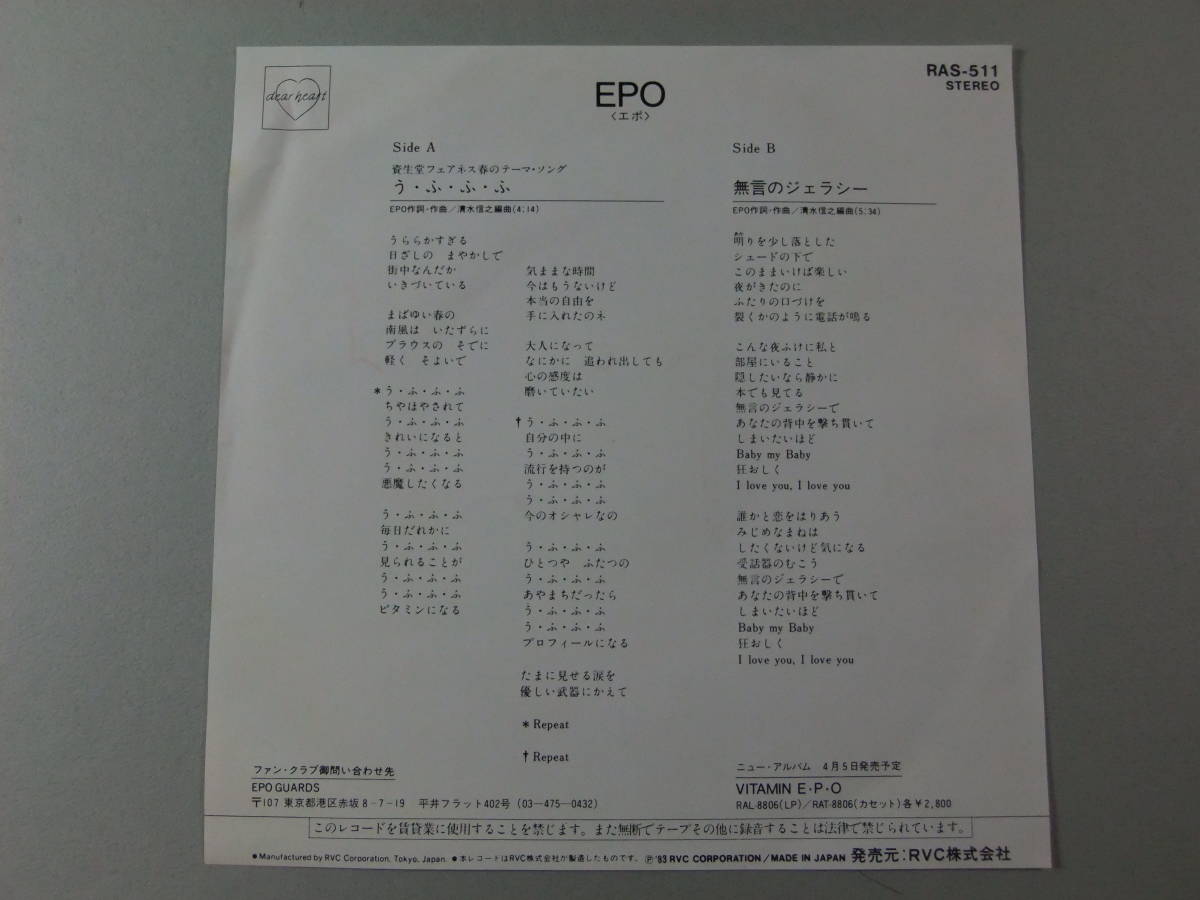 dear heart
EPO
〈エポ〉
RAS-511
STEREO
Side A
資生堂フェアネス春のテーマ・ソング
う・ふ・ふ・ふ
EPO作詞・作曲／清水信之編曲(4:14)
うららかすぎる
日ざしの　まやかしで
街中なんだか
いきづいている
まばゆい春の
南風は　いたずらに
ブラウスの　そでに
軽く　そよいで
＊う・ふ・ふ・ふ
ちやほやされて
う・ふ・ふ・ふ
きれいになると
う・ふ・ふ・ふ
う・ふ・ふ・ふ
悪魔したくなる
う・ふ・ふ・ふ
毎日だれかに
う・ふ・ふ・ふ
見られることが
う・ふ・ふ・ふ
う・ふ・ふ・ふ
ビタミンになる
気ままな時間
今はもうないけど
本当の自由を
手に入れたのネ
大人になって
なにかに　追われ出しても
心の感度は
磨いていたい
†う・ふ・ふ・ふ
自分の中に
う・ふ・ふ・ふ
流行を持つのが
う・ふ・ふ・ふ
う・ふ・ふ・ふ
今のオシャレなの
う・ふ・ふ・ふ
ひとつや　ふたつの
う・ふ・ふ・ふ
あやまちだったら
う・ふ・ふ・ふ
う・ふ・ふ・ふ
プロフィールになる
たまに見せる涙を
優しい武器にかえて
＊Repeat
†Repeat
Side B
無言のジェラシー
EPO作詞・作曲／清水信之編曲(5:34)
明りを少し落とした
シェードの下で
このままいけば楽しい
夜がきたのに
ふたりの口づけを
裂くかのように電話が鳴る
こんな夜ふけに私と
部屋にいること
隠したいなら静かに
本でも見てる
無言のジェラシーで
あなたの背中を撃ち貫いて
しまいたいほど
Baby my Baby
狂おしく
I love you, I love you
誰かと恋をはりあう
みじめなまねは
したくないけど気になる
受話器のむこう
無言のジェラシーで
あなたの背中を撃ち貫いて
しまいたいほど
Baby my Baby
狂おしく
I love you, I love you
ファン・クラブ御問い合わせ先
EPO GUARDS
〒107 東京都港区赤坂8-7-19　平井フラット402号 (03—475—0432)
ニュー・アルバム　4月5日発売予定
VITAMIN E・P・O
RAL-8806(LP)／RAT-8806(カセット)各￥2,800
このレコードを賃貸業に使用することを禁じます。また無断でテープその他に録音することは法律で禁じられています。
●Manufactured by RVC Corporation, Tokyo, Japan. ●本レコードはRVC株式会社が製造したものです。 Ⓟ'83 RVC CORPORATION／MADE IN JAPAN 発売元：RVC株式会社